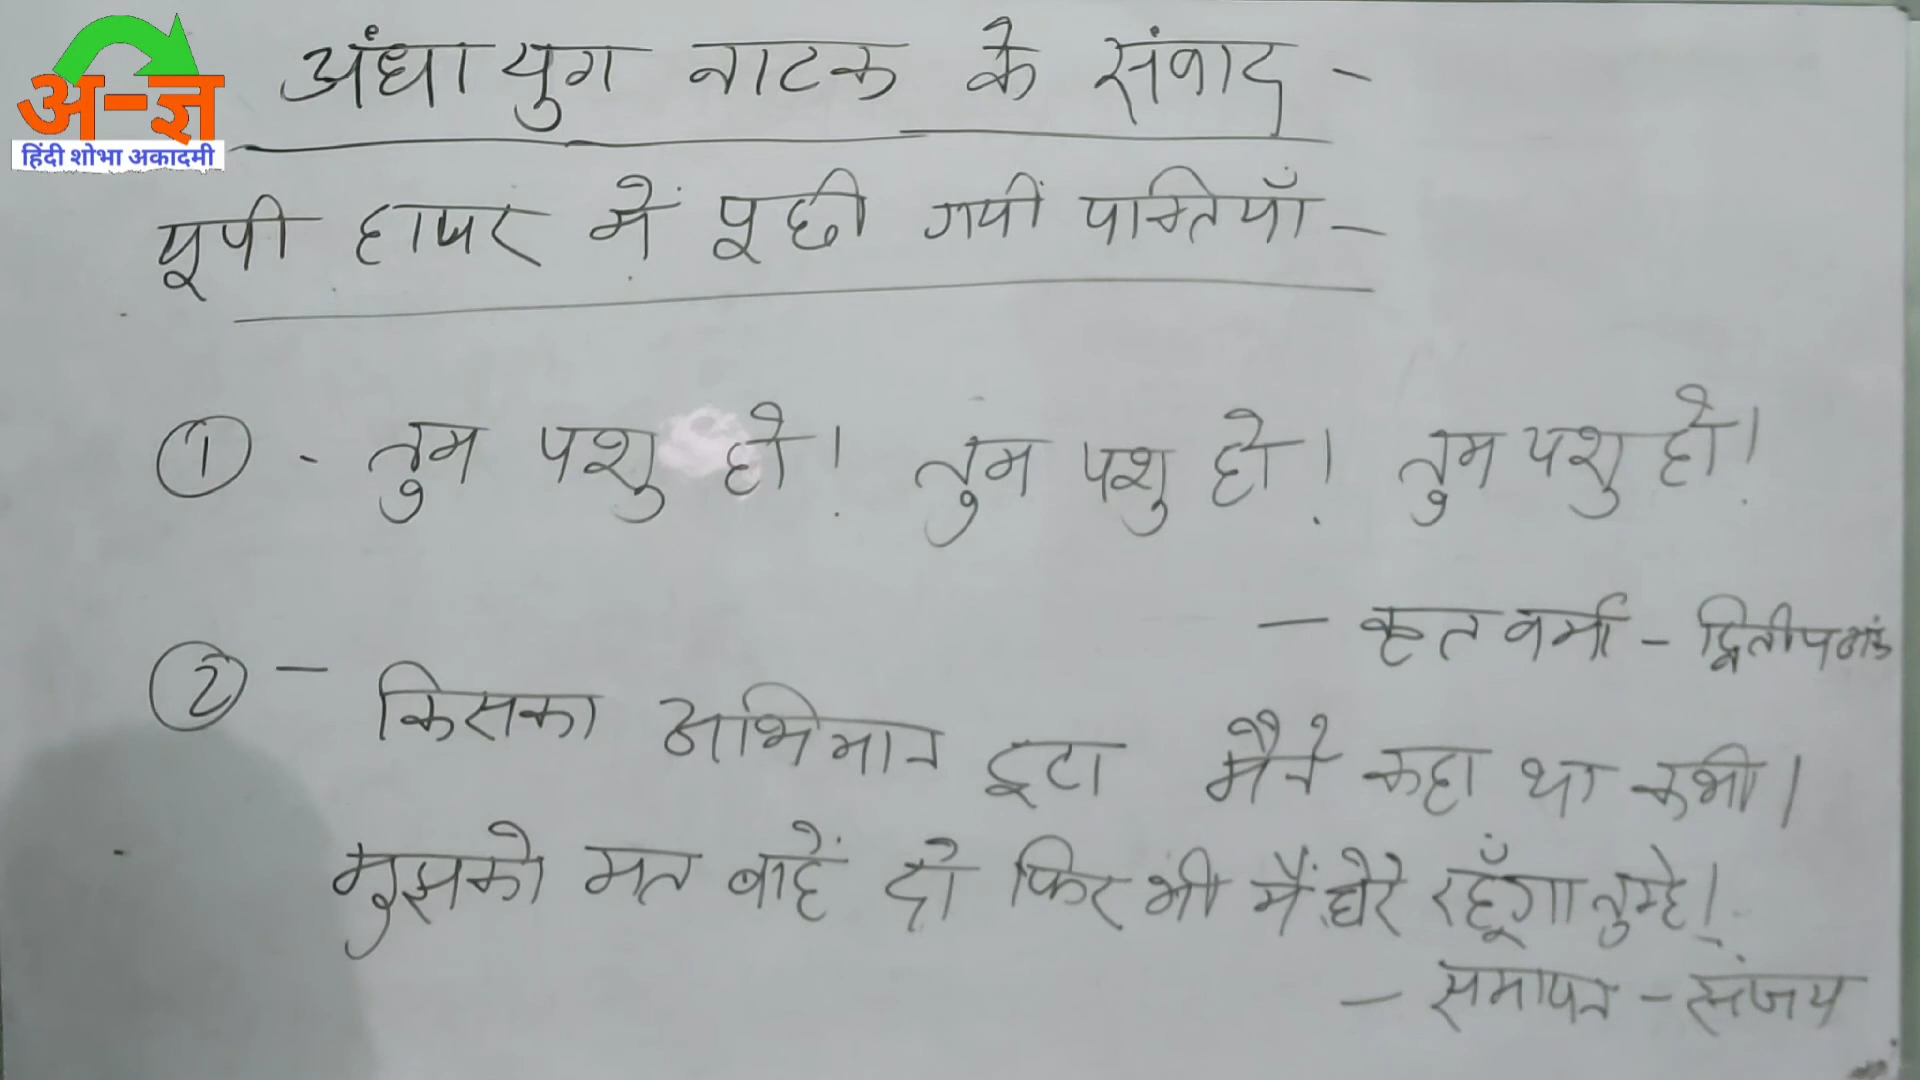 अ-ज्ञ
हिंदी शोभा अकादमी
अंधा युग नाटक के संवाद -
यूपी हायर में पूछी गयीं पंक्तियाँ -
① - तुम पशु हो! तुम पशु हो! तुम पशु हो!
- कृतवर्मा - द्वितीय अंक
② - किसका अभिमान टूटा मैने कहा था कभी।
मुझको मत बाहें दो फिर भी मैं घेरे रहूँगा तुम्हे!
- समापन - संजय